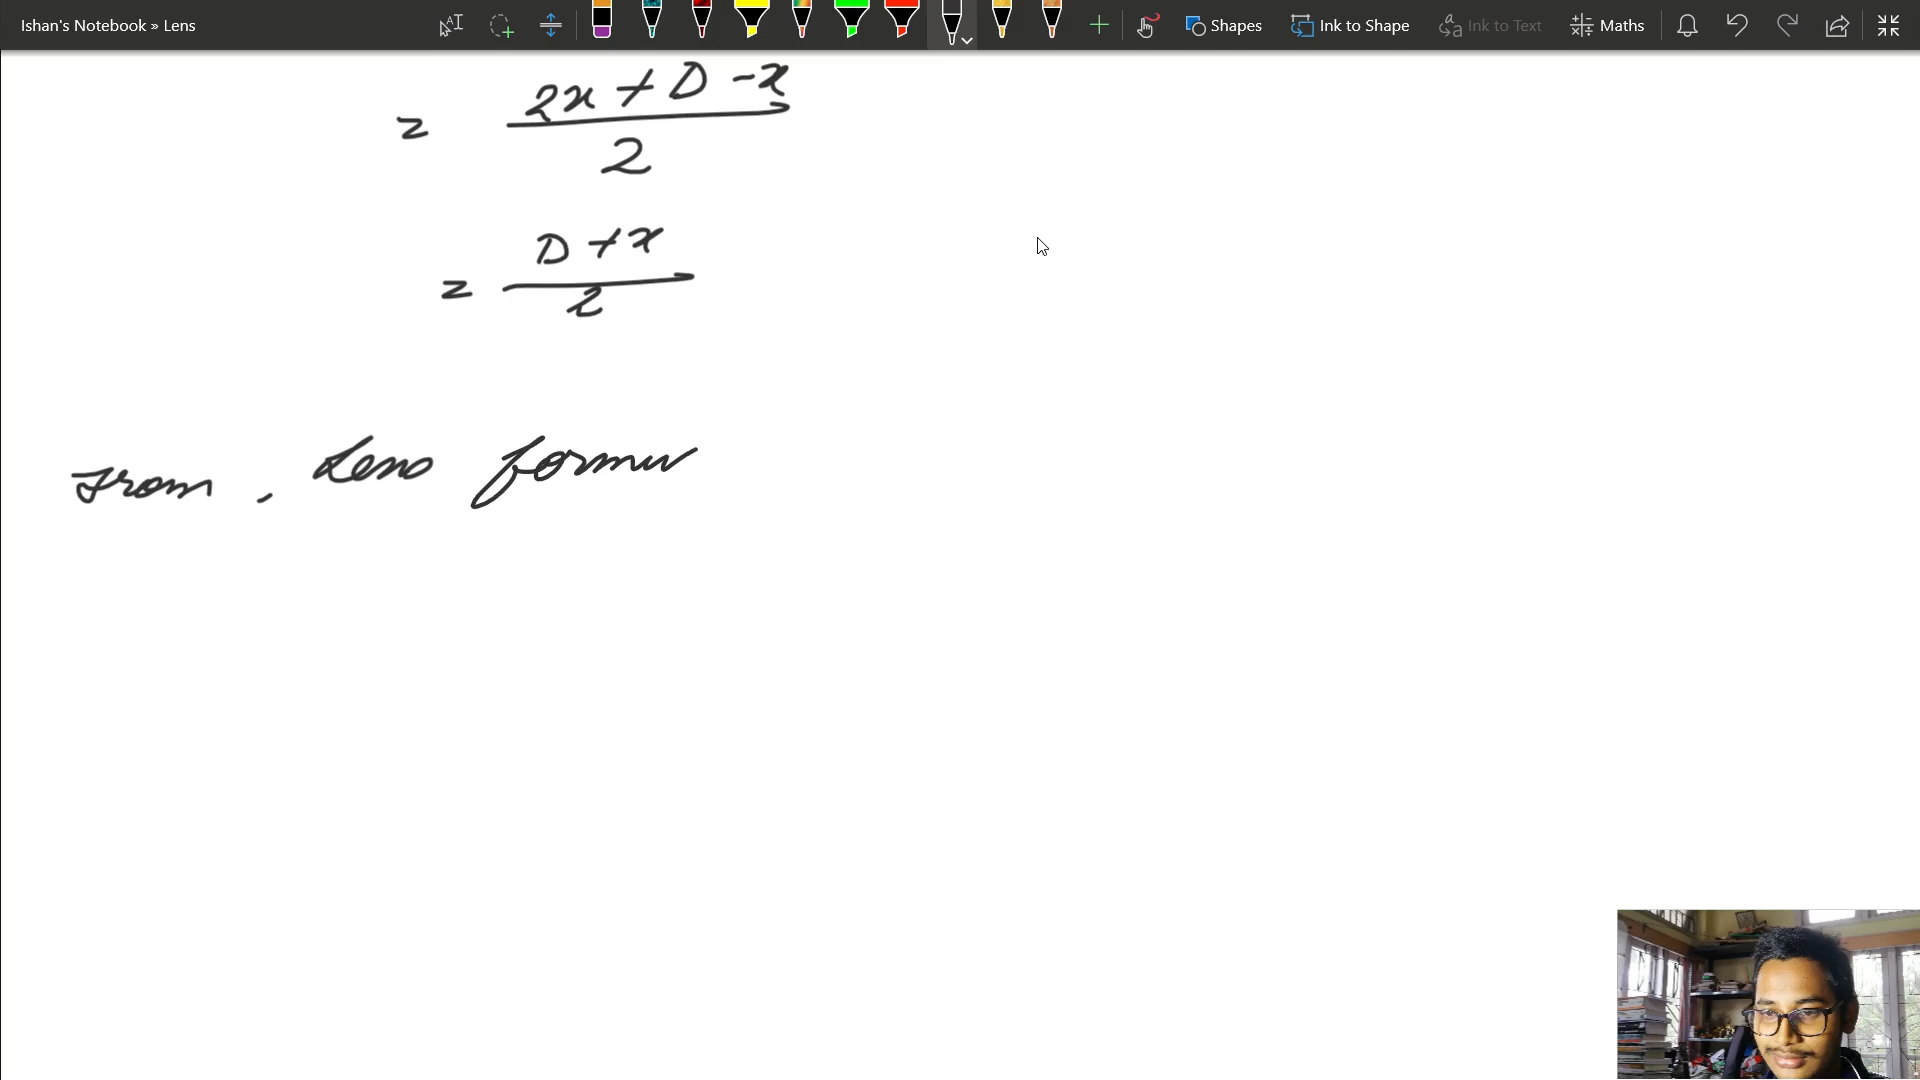 Ishan's Notebook » Lens
Shapes
Ink to Shape
Ink to Text
Maths
= 2x + D - x
2
= D + x
2
From, Lens formu